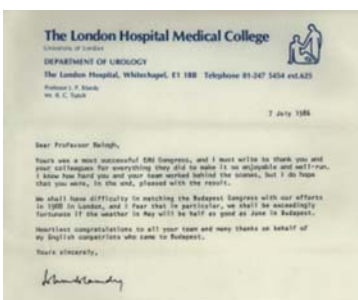 The London Hospital Medical College
University of London
DEPARTMENT OF UROLOGY
The London Hospital, Whitechapel, E1 1BB Telephone 01-247 5454 ext.625
Professor J. P. Blandy
Mr. R. C. Tiptaft
7 July 1986
Dear Professor Balogh,
Yours was a most successful EAU Congress, and I must write to thank you and
your colleagues for everything they did to make it so enjoyable and well-run.
I know how hard you and your team worked behind the scenes, but I do hope
that you were, in the end, pleased with the result.
We shall have difficulty in matching the Budapest Congress with our efforts
in 1988 in London, and I fear that in particular, we shall be exceedingly
fortunate if the weather in May will be half as good as June in Budapest.
Heartiest congratulations to all your team and many thanks on behalf of
my English compatriots who came to Budapest.
Yours sincerely,